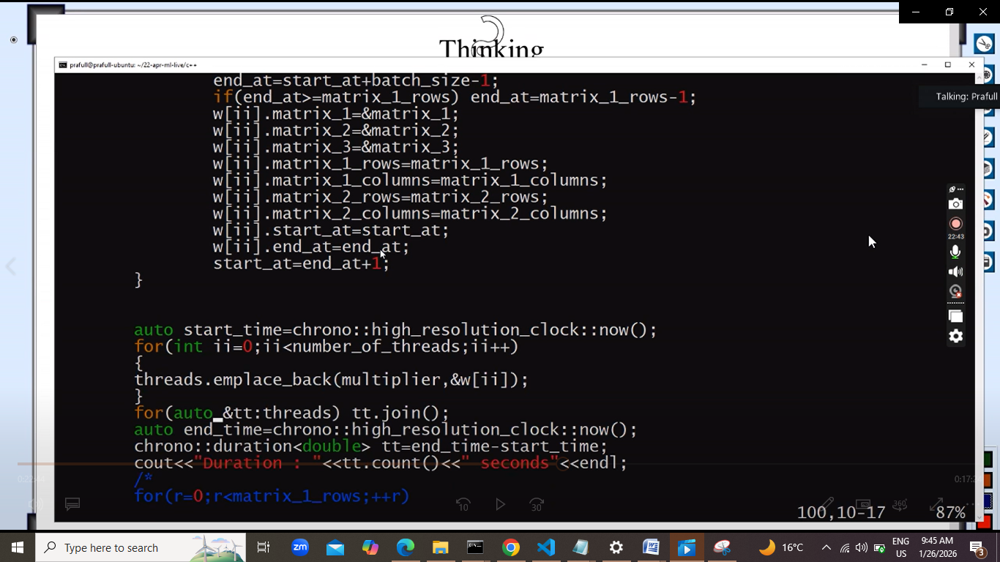 Thinking
prafull@prafull-ubuntu: ~/22-apr-ml-live/c++
end_at=start_at+batch_size-1;
if(end_at>=matrix_1_rows) end_at=matrix_1_rows-1;
Talking: Prafull
w[ii].matrix_1=&matrix_1;
w[ii].matrix_2=&matrix_2;
w[ii].matrix_3=&matrix_3;
w[ii].matrix_1_rows=matrix_1_rows;
w[ii].matrix_1_columns=matrix_1_columns;
w[ii].matrix_2_rows=matrix_2_rows;
w[ii].matrix_2_columns=matrix_2_columns;
w[ii].start_at=start_at;
22:43
w[ii].end_at=end_at;
start_at=end_at+1;
}
auto start_time=chrono::high_resolution_clock::now();
for(int ii=0;ii<number_of_threads;ii++)
{
threads.emplace_back(multiplier,&w[ii]);
}
for(auto &tt:threads) tt.join();
auto end_time=chrono::high_resolution_clock::now();
chrono::duration<double> tt=end_time-start_time;
cout<<"Duration : "<<tt.count()<<" seconds"<<endl;
/*
0:22:44
for(r=0;r<matrix_1_rows;++r)
10
30
360
100,10-17 87%
Type here to search
zm
16°C
ENG
US
9:45 AM
1/26/2026
3